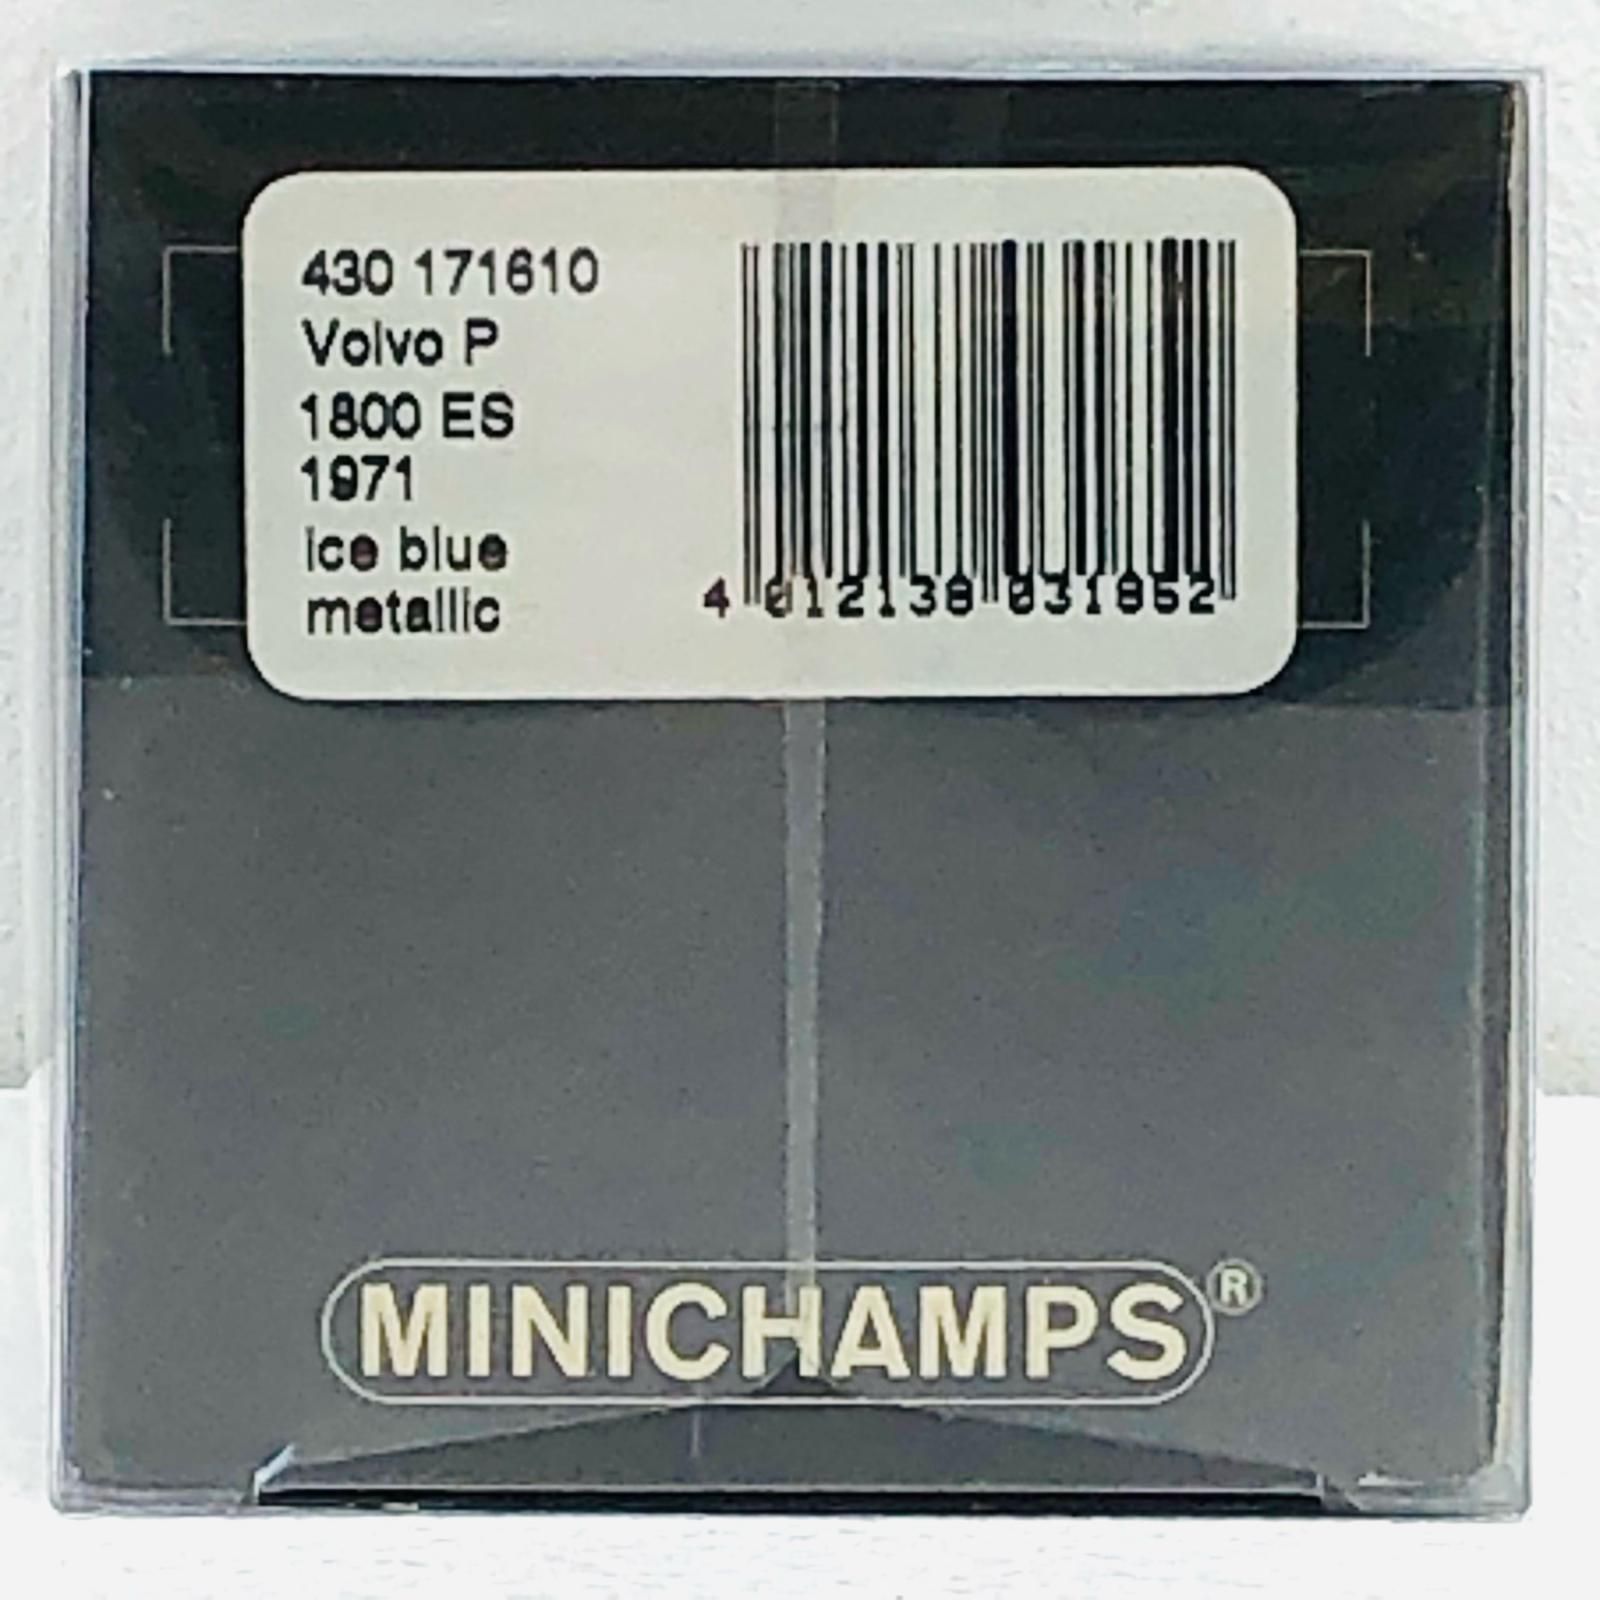 430 171610
Volvo P
1800 ES
1971
ice blue
metallic
4 012138 031852
MINICHAMPS®